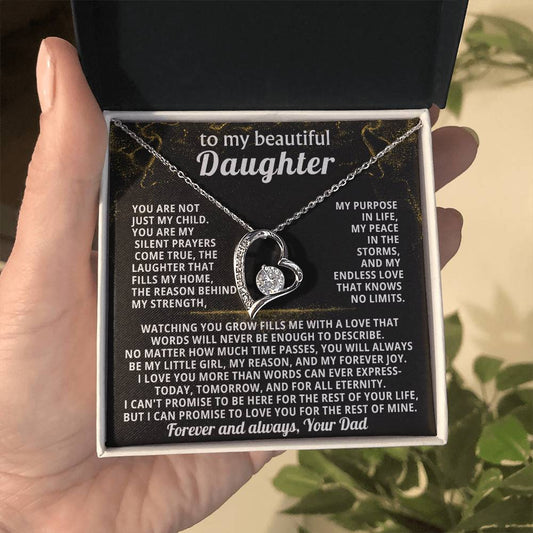 to my beautiful
Daughter
YOU ARE NOT
JUST MY CHILD.
YOU ARE MY
SILENT PRAYERS
COME TRUE, THE
LAUGHTER THAT
FILLS MY HOME,
THE REASON BEHIND
MY STRENGTH,
MY PURPOSE
IN LIFE,
MY PEACE
IN THE
STORMS,
AND MY
ENDLESS LOVE
THAT KNOWS
NO LIMITS.
WATCHING YOU GROW FILLS ME WITH A LOVE THAT
WORDS WILL NEVER BE ENOUGH TO DESCRIBE.
NO MATTER HOW MUCH TIME PASSES, YOU WILL ALWAYS
BE MY LITTLE GIRL, MY REASON, AND MY FOREVER JOY.
I LOVE YOU MORE THAN WORDS CAN EVER EXPRESS-
TODAY, TOMORROW, AND FOR ALL ETERNITY.
I CAN'T PROMISE TO BE HERE FOR THE REST OF YOUR LIFE,
BUT I CAN PROMISE TO LOVE YOU FOR THE REST OF MINE.
Forever and always, Your Dad